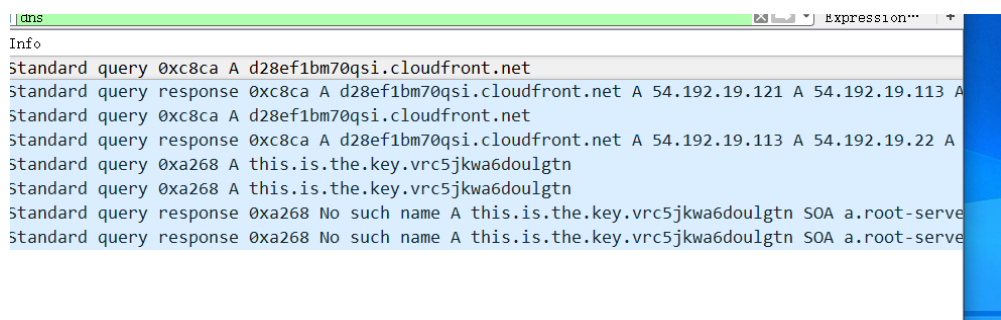 dns Expression… +
Info
Standard query 0xc8ca A d28ef1bm70qsi.cloudfront.net
Standard query response 0xc8ca A d28ef1bm70qsi.cloudfront.net A 54.192.19.121 A 54.192.19.113 A
Standard query 0xc8ca A d28ef1bm70qsi.cloudfront.net
Standard query response 0xc8ca A d28ef1bm70qsi.cloudfront.net A 54.192.19.113 A 54.192.19.22 A
Standard query 0xa268 A this.is.the.key.vrc5jkwa6doulgtn
Standard query 0xa268 A this.is.the.key.vrc5jkwa6doulgtn
Standard query response 0xa268 No such name A this.is.the.key.vrc5jkwa6doulgtn SOA a.root-serve
Standard query response 0xa268 No such name A this.is.the.key.vrc5jkwa6doulgtn SOA a.root-serve